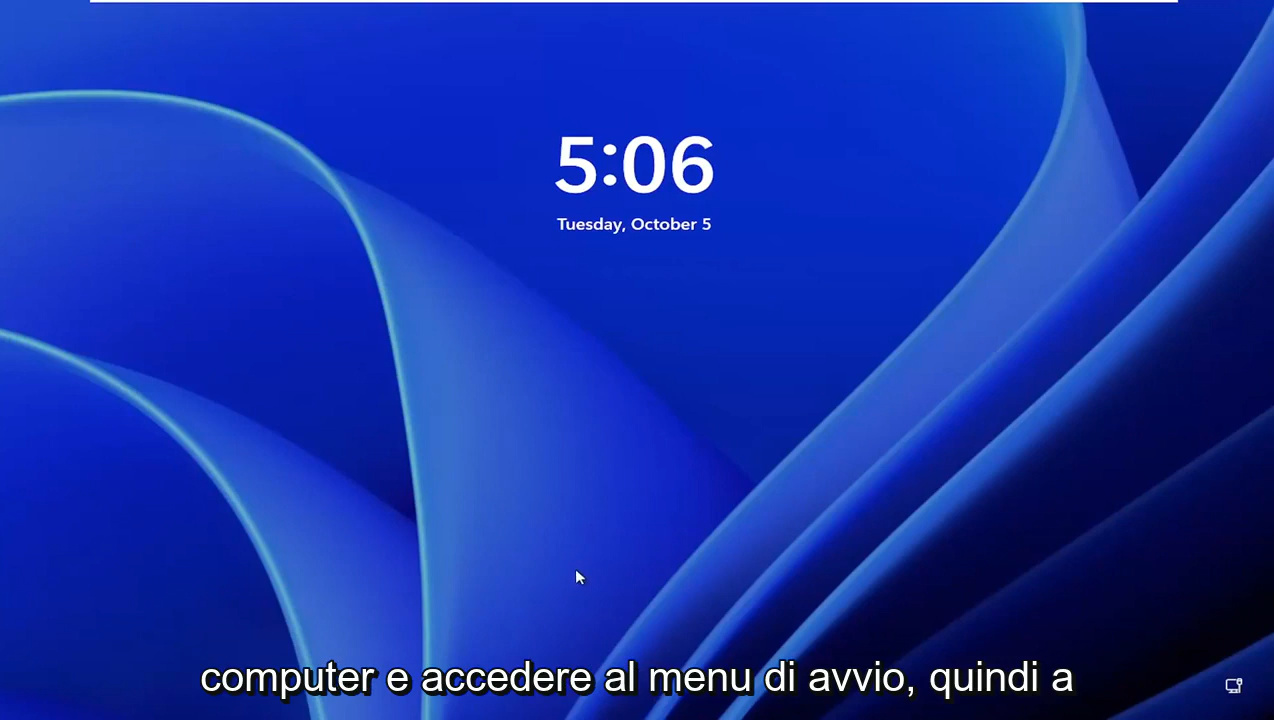 5:06
Tuesday, October 5
computer e accedere al menu di avvio, quindi a